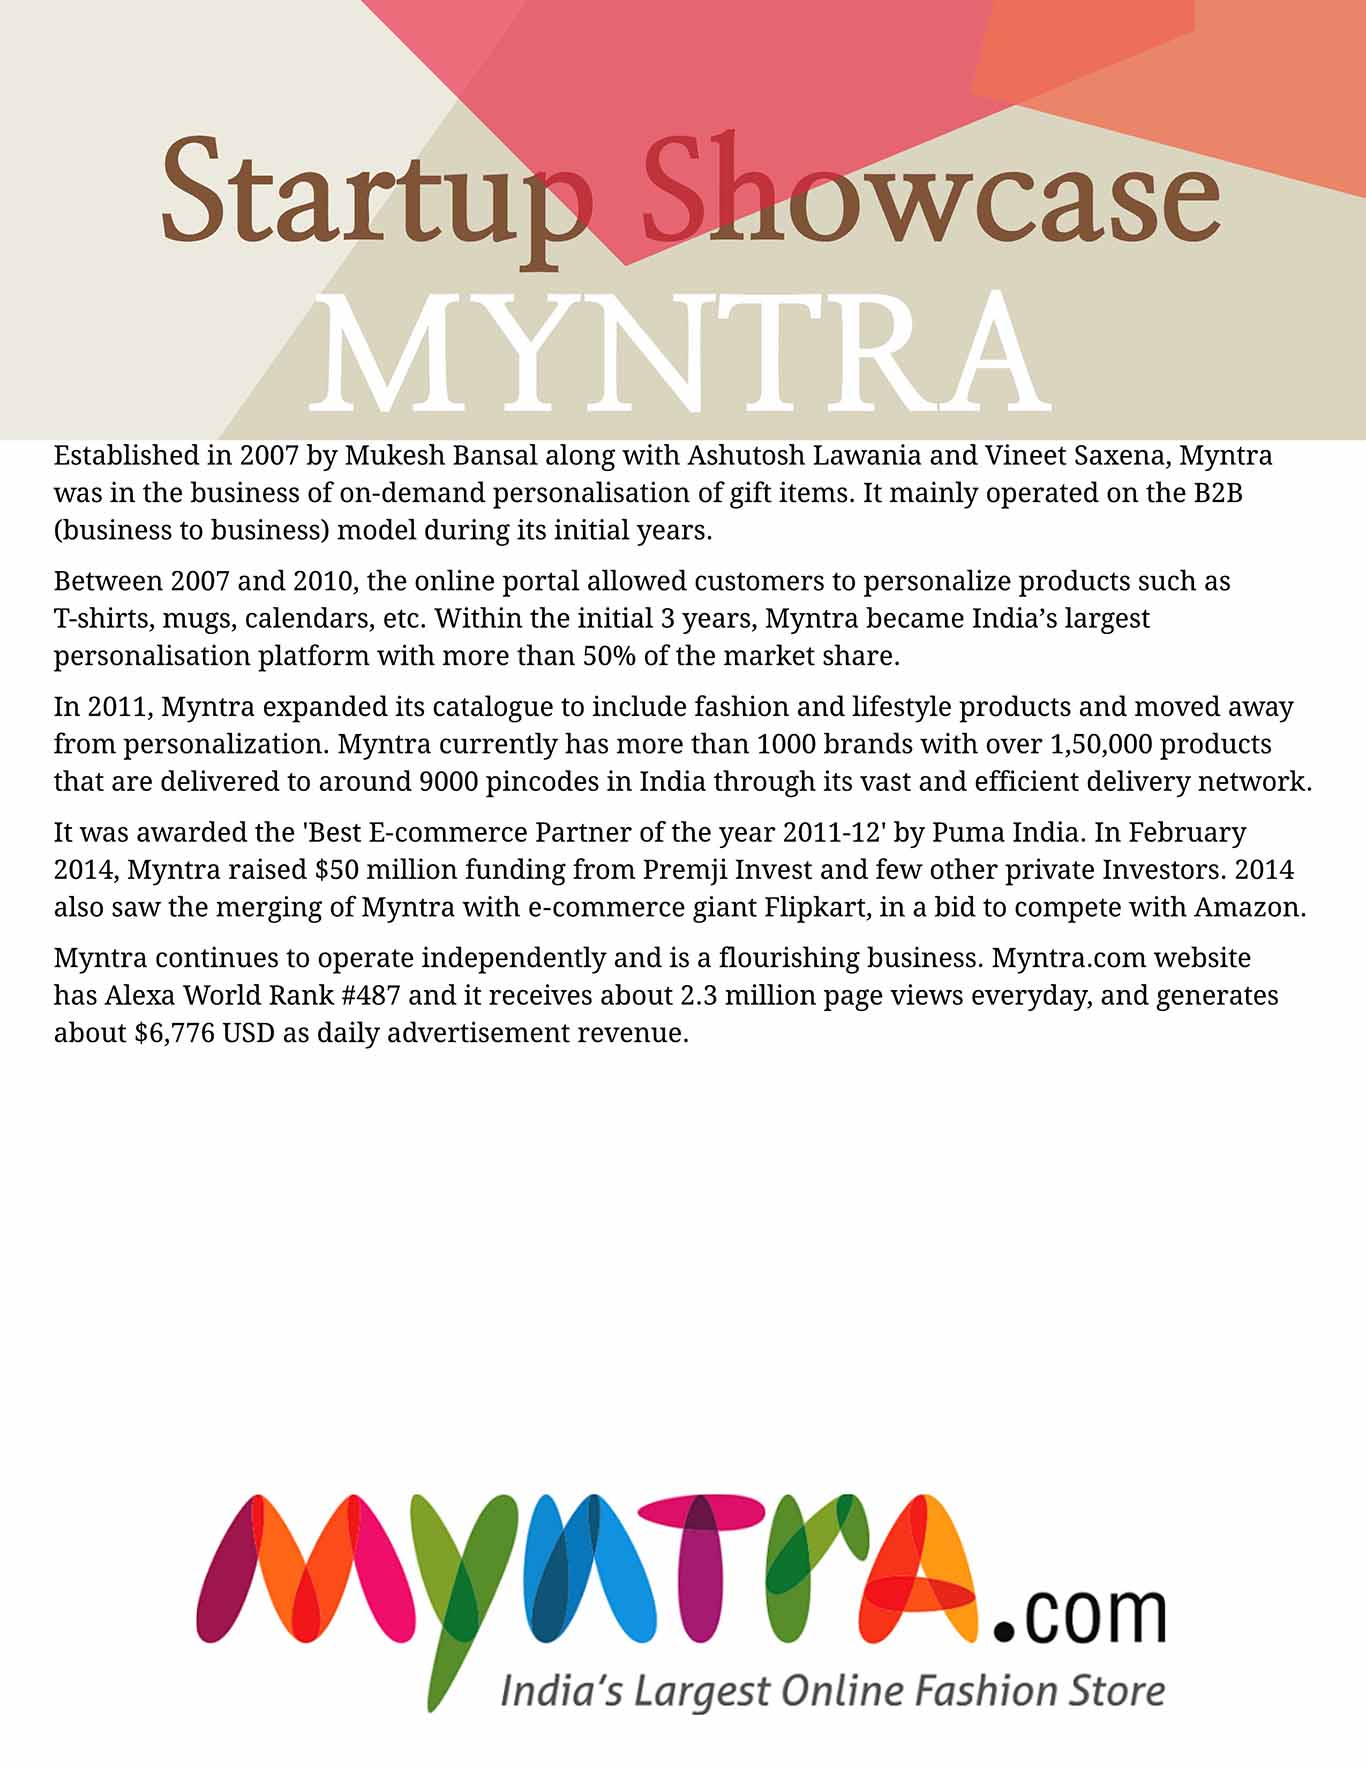 Startup Showcase
MYNTRA
Established in 2007 by Mukesh Bansal along with Ashutosh Lawania and Vineet Saxena, Myntra
was in the business of on-demand personalisation of gift items. It mainly operated on the B2B
(business to business) model during its initial years.
Between 2007 and 2010, the online portal allowed customers to personalize products such as
T-shirts, mugs, calendars, etc. Within the initial 3 years, Myntra became India’s largest
personalisation platform with more than 50% of the market share.
In 2011, Myntra expanded its catalogue to include fashion and lifestyle products and moved away
from personalization. Myntra currently has more than 1000 brands with over 1,50,000 products
that are delivered to around 9000 pincodes in India through its vast and efficient delivery network.
It was awarded the 'Best E-commerce Partner of the year 2011-12' by Puma India. In February
2014, Myntra raised $50 million funding from Premji Invest and few other private Investors. 2014
also saw the merging of Myntra with e-commerce giant Flipkart, in a bid to compete with Amazon.
Myntra continues to operate independently and is a flourishing business. Myntra.com website
has Alexa World Rank #487 and it receives about 2.3 million page views everyday, and generates
about $6,776 USD as daily advertisement revenue.
Myntra.com
India‘s Largest Online Fashion Store